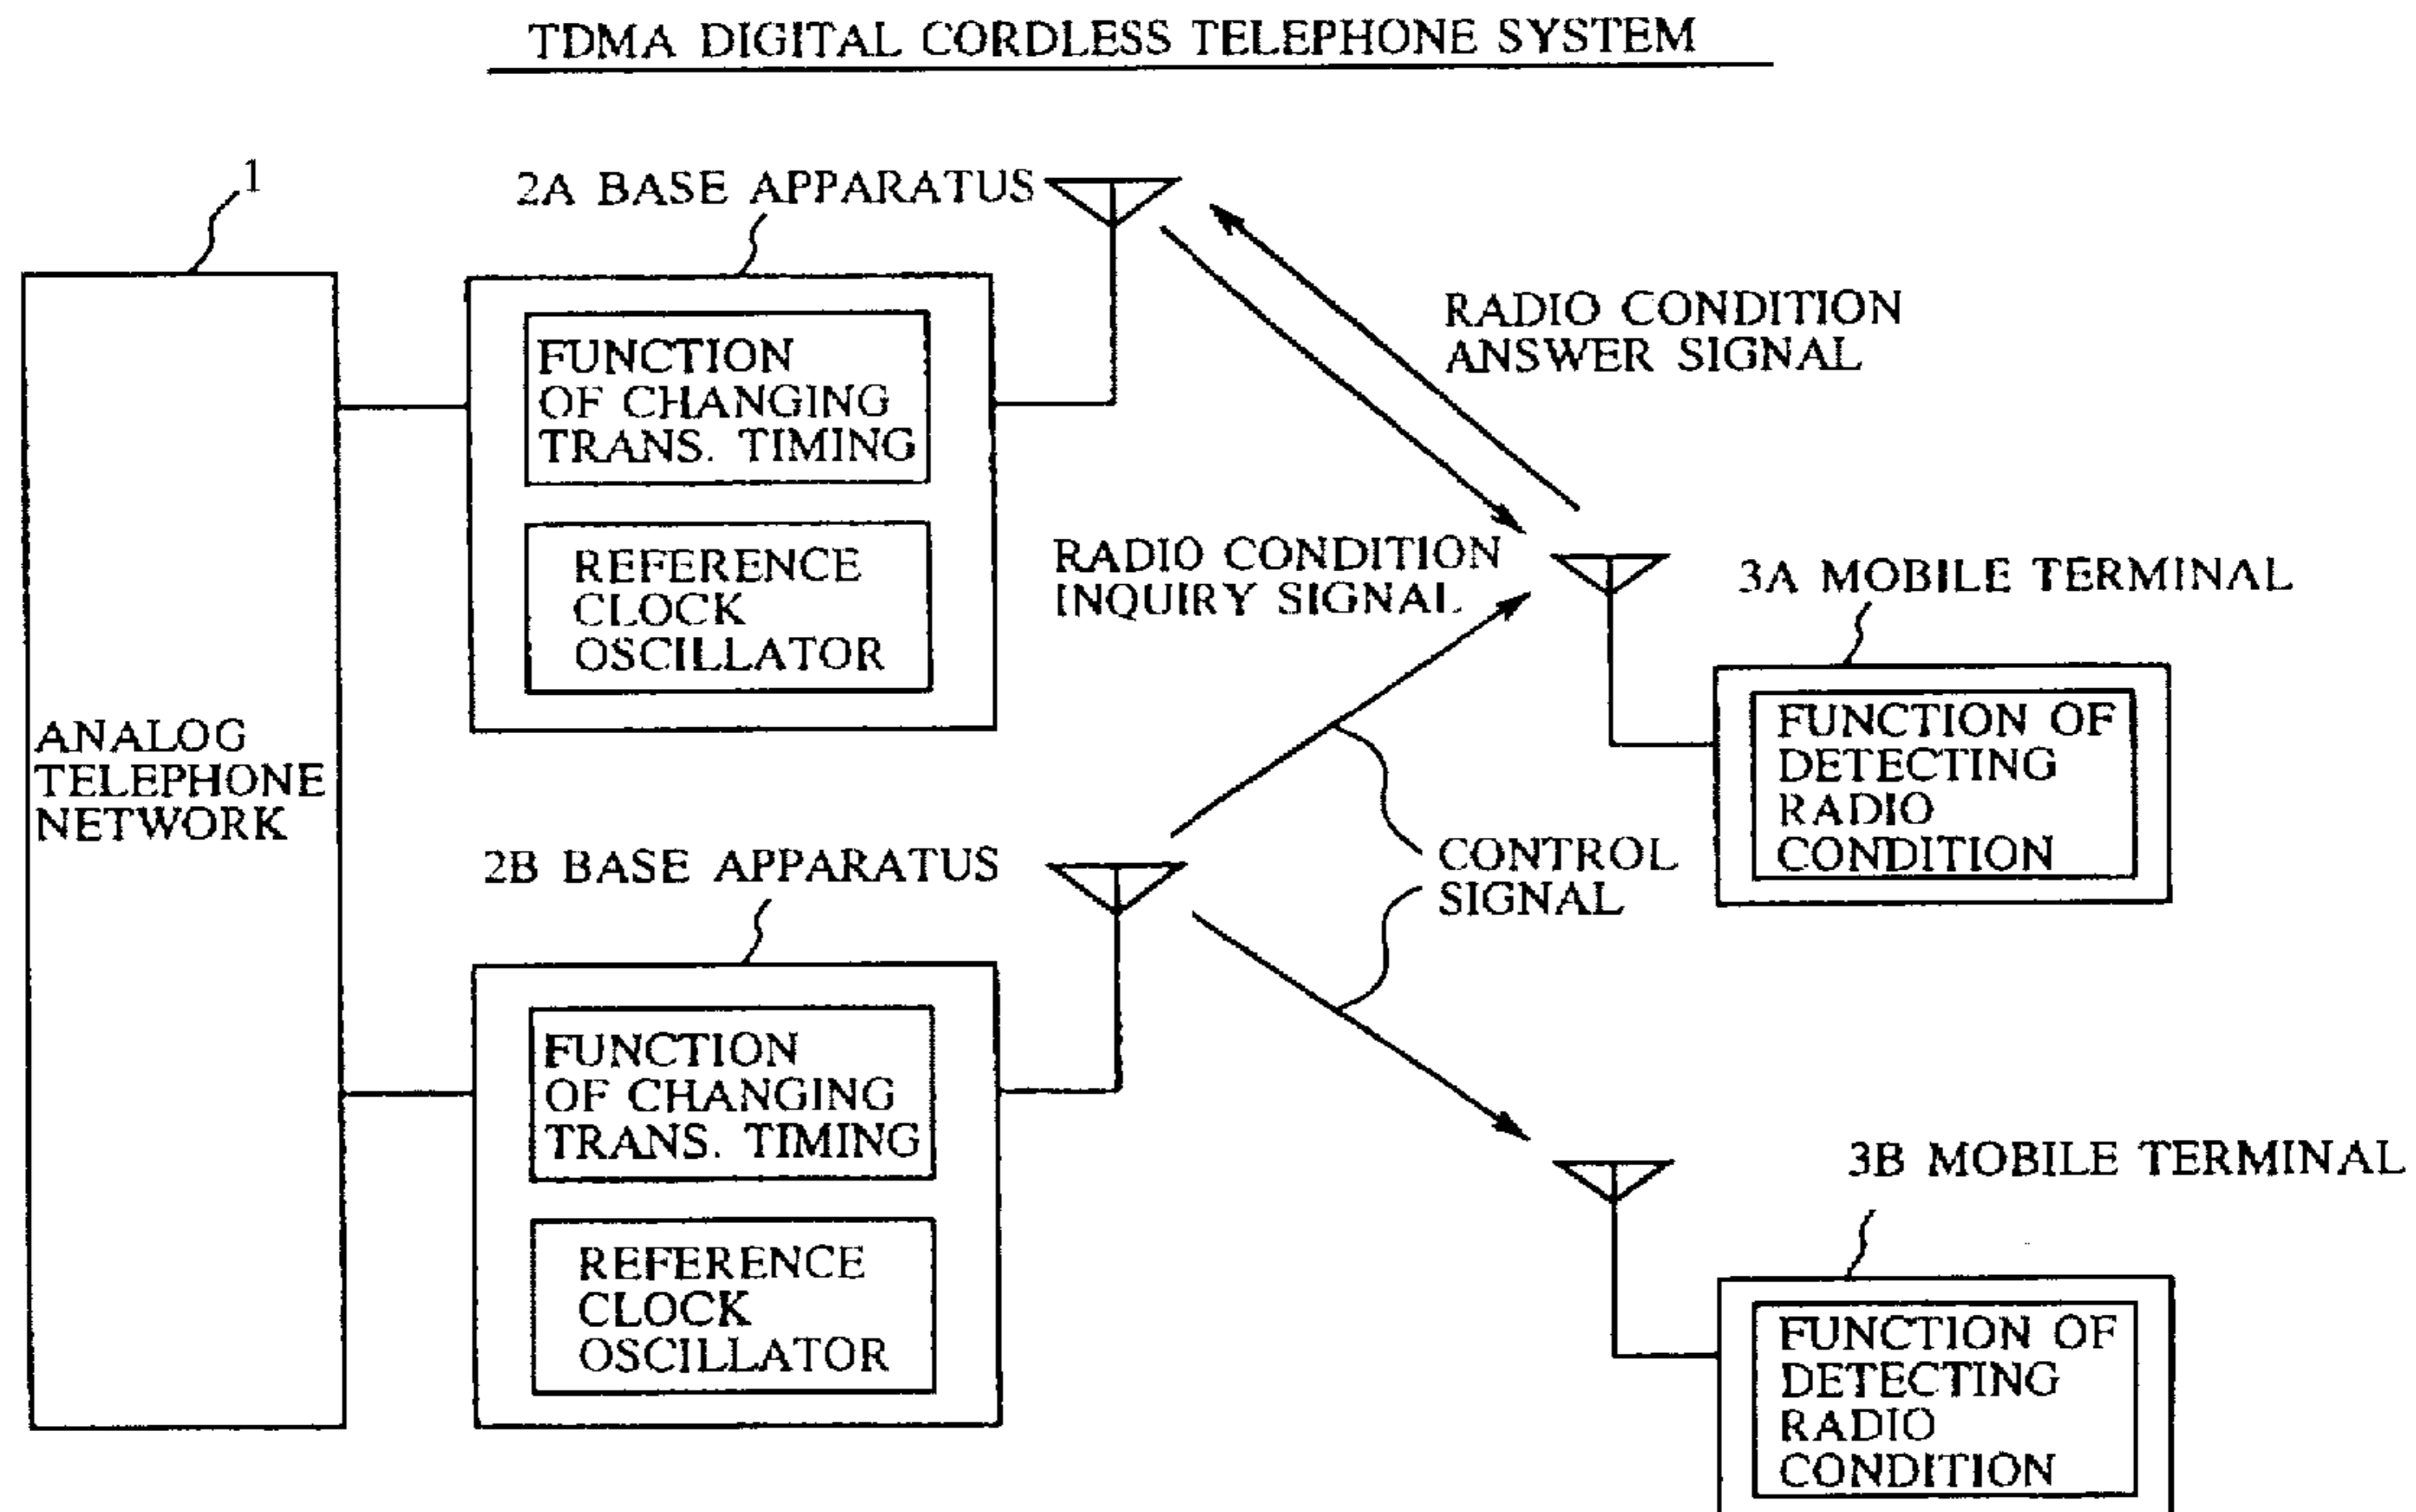 TDMA DIGITAL CORDLESS TELEPHONE SYSTEM
1
2A BASE APPARATUS
FUNCTION
OF CHANGING
TRANS. TIMING
REFERENCE
CLOCK
OSCILLATOR
RADIO CONDITION
ANSWER SIGNAL
RADIO CONDITION
INQUIRY SIGNAL
3A MOBILE TERMINAL
FUNCTION OF
DETECTING
RADIO
CONDITION
ANALOG
TELEPHONE
NETWORK
CONTROL
SIGNAL
2B BASE APPARATUS
FUNCTION
OF CHANGING
TRANS. TIMING
REFERENCE
CLOCK
OSCILLATOR
3B MOBILE TERMINAL
FUNCTION OF
DETECTING
RADIO
CONDITION